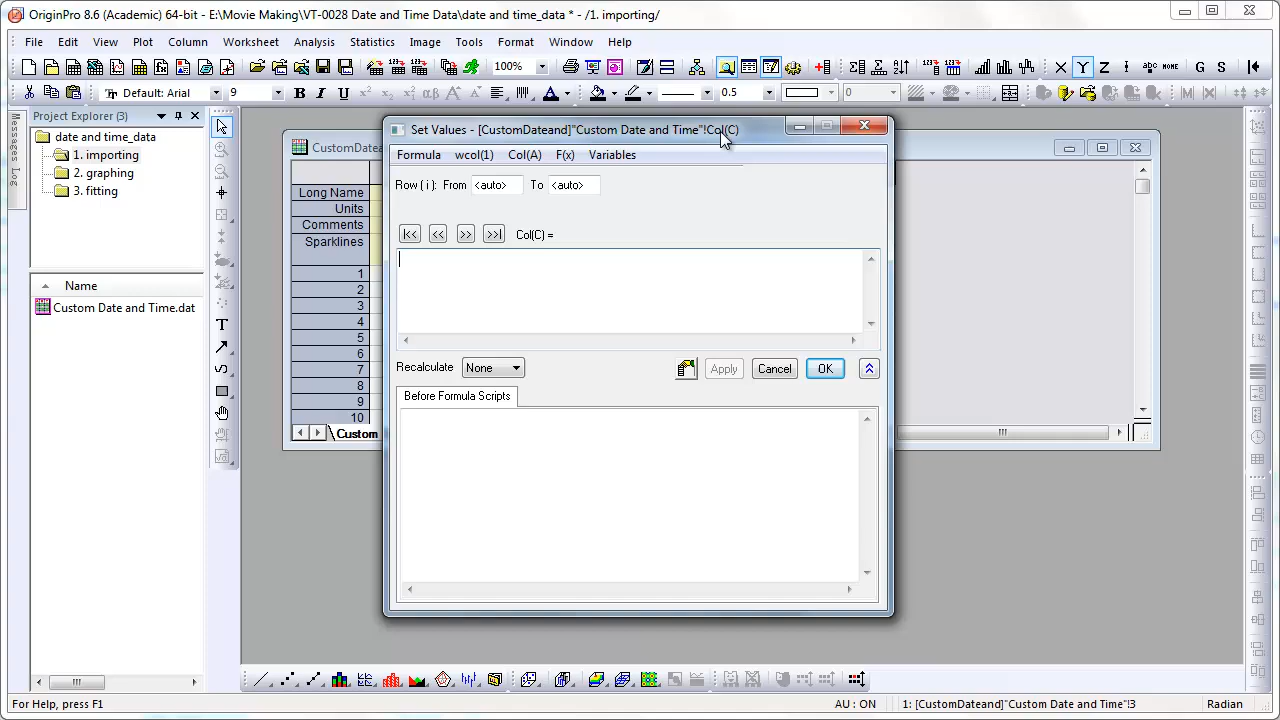 OriginPro 8.6 (Academic) 64-bit - E:\Movie Making\VT-0028 Date and Time Data\date and time_data * - /1. importing/
File Edit View Plot Column Worksheet Analysis Statistics Image Tools Format Window Help
100%
Default: Arial 9 B I U 0.5 0
Project Explorer (3)
Messages Log
date and time_data
1. importing
2. graphing
3. fitting
Name
Custom Date and Time.dat
CustomDatea
Long Name
Units
Comments
Sparklines
1
2
3
4
5
6
7
8
9
10
Custom
Set Values - [CustomDateand]"Custom Date and Time"!Col(C)
Formula wcol(1) Col(A) F(x) Variables
Row ( i ): From <auto> To <auto>
Col(C) =
Recalculate None Apply Cancel OK
Before Formula Scripts
For help, press F1 AU : ON 1: [CustomDateand]"Custom Date and Time"!3 Radian